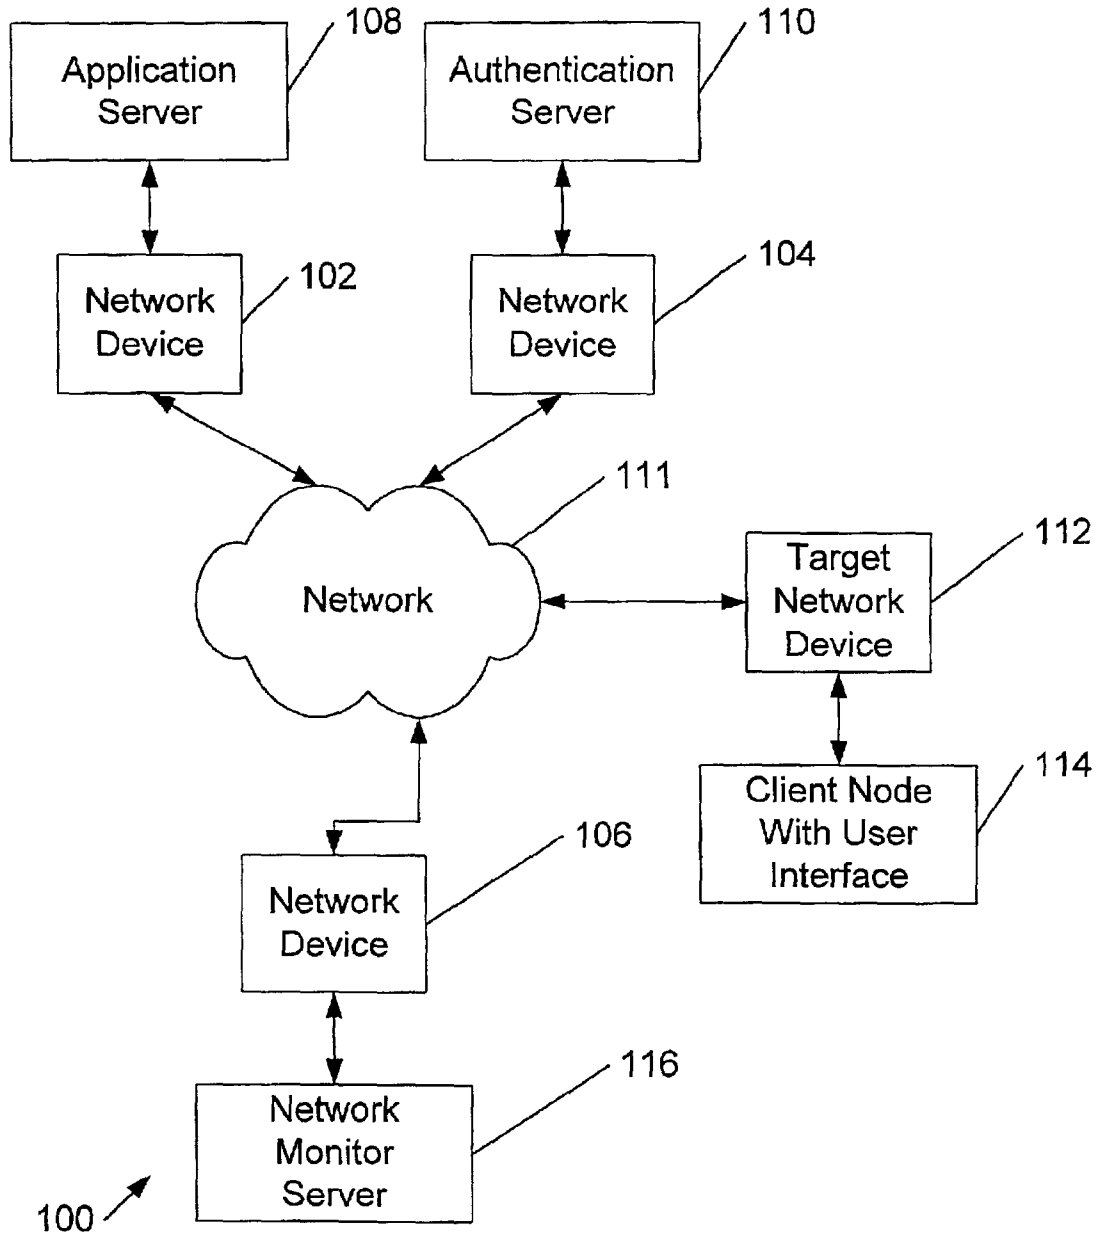 108
Application
Server
110
Authentication
Server
102
Network
Device
104
Network
Device
111
Network
112
Target
Network
Device
114
Client Node
With User
Interface
106
Network
Device
116
Network
Monitor
Server
100